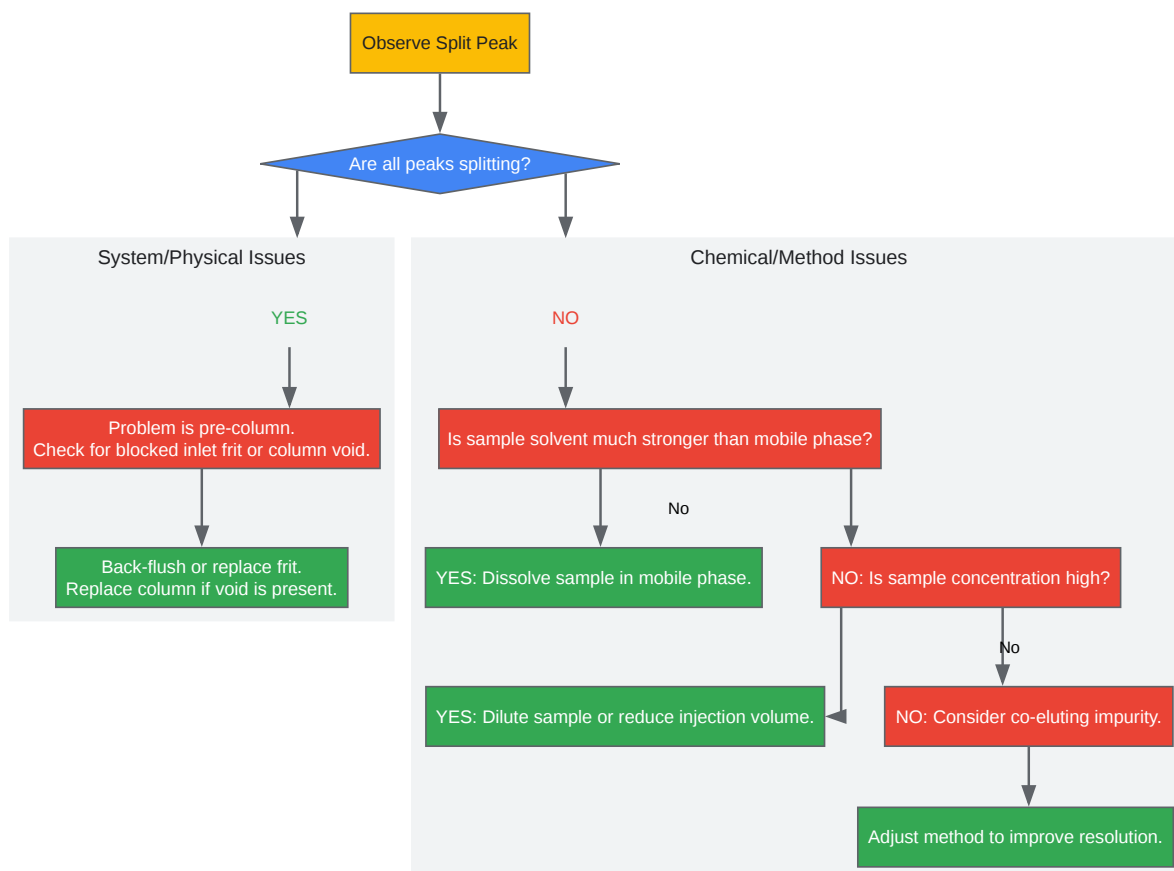 Observe Split Peak
Are all peaks splitting?
System/Physical Issues
Chemical/Method Issues
YES
NO
Problem is pre-column.
Check for blocked inlet frit or column void.
Is sample solvent much stronger than mobile phase?
No
Back-flush or replace frit.
Replace column if void is present.
YES: Dissolve sample in mobile phase.
NO: Is sample concentration high?
No
YES: Dilute sample or reduce injection volume.
NO: Consider co-eluting impurity.
Adjust method to improve resolution.